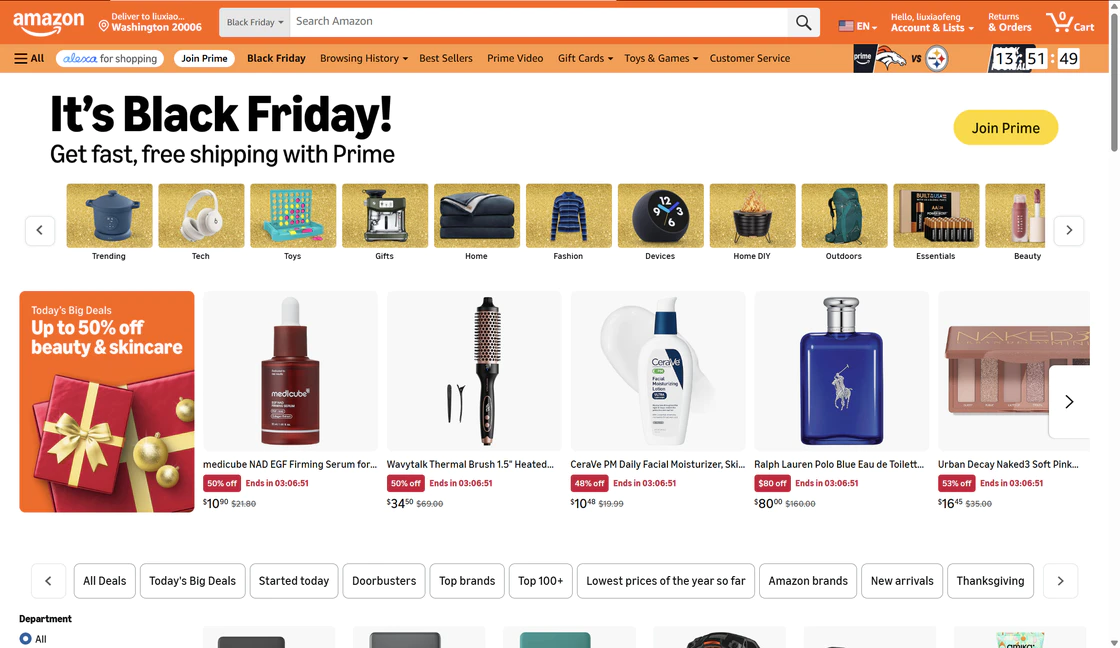 amazon
Deliver to liuxiao...
Washington 20006
Black Friday
Search Amazon
EN
Hello, liuxiaofeng
Account & Lists
Returns
& Orders
0
Cart
All
alexa for shopping
Join Prime
Black Friday
Browsing History
Best Sellers
Prime Video
Gift Cards
Toys & Games
Customer Service
prime
VS
13 51 : 49
It's Black Friday!
Get fast, free shipping with Prime
Join Prime
12
9 3
6
Trending
Tech
Toys
Gifts
Home
Fashion
Devices
Home DIY
Outdoors
Essentials
Beauty
Today's Big Deals
Up to 50% off
beauty & skincare
medicube
CeraVe
PM
Facial
Moisturizing
Lotion
NAKED3
medicube NAD EGF Firming Serum for...
50% off Ends in 03:06:51
$10.90 $21.80
Wavytalk Thermal Brush 1.5" Heated...
50% off Ends in 03:06:51
$34.50 $69.00
CeraVe PM Daily Facial Moisturizer, Ski...
48% off Ends in 03:06:51
$10.48 $19.99
Ralph Lauren Polo Blue Eau de Toilett...
$80 off Ends in 03:06:51
$80.00 $160.00
Urban Decay Naked3 Soft Pink...
53% off Ends in 03:06:51
$16.45 $35.00
All Deals
Today's Big Deals
Started today
Doorbusters
Top brands
Top 100+
Lowest prices of the year so far
Amazon brands
New arrivals
Thanksgiving
Department
All
amika: